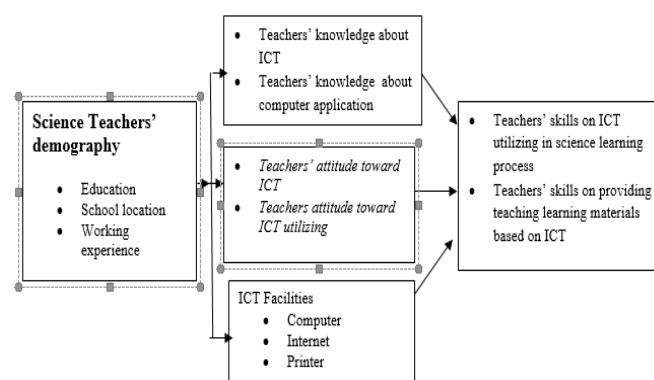 Science Teachers'
demography
• Education
• School location
• Working
experience
• Teachers' knowledge about
ICT
• Teachers' knowledge about
computer application
• Teachers' attitude toward
ICT
• Teachers attitude toward
ICT utilizing
ICT Facilities
• Computer
• Internet
• Printer
• Teachers' skills on ICT
utilizing in science learning
process
• Teachers' skills on providing
teaching learning materials
based on ICT